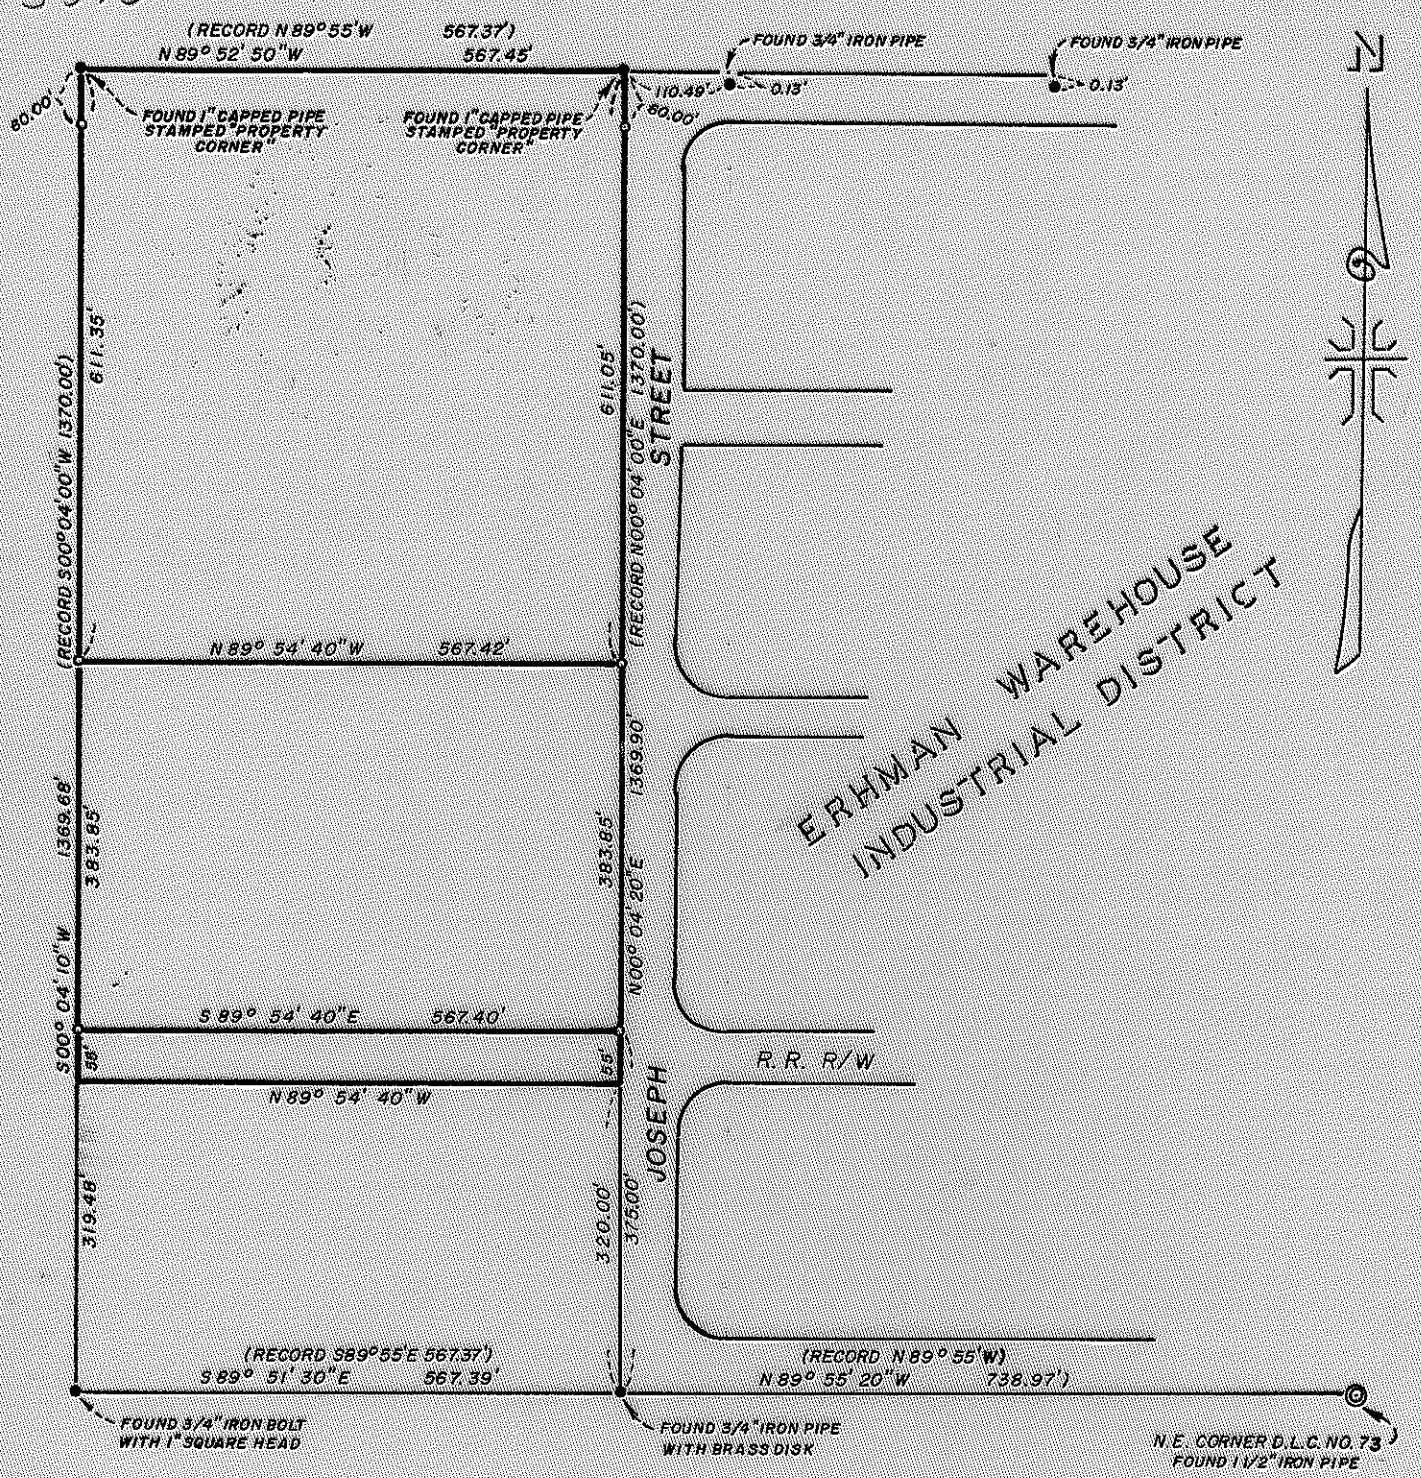 (RECORD N 89° 55' W 567.37')
N 89° 52' 50" W 567.45'
FOUND 3/4" IRON PIPE
FOUND 3/4" IRON PIPE
N
60.00'
110.49'
0.13'
0.13'
60.00'
FOUND 1" CAPPED PIPE
STAMPED "PROPERTY
CORNER"
FOUND 1" CAPPED PIPE
STAMPED "PROPERTY
CORNER"
(RECORD S00° 04' 00" W 1370.00')
611.35'
611.05'
(RECORD N00° 04' 00" E 1370.00')
STREET
N 89° 54' 40" W 567.42'
ERHMAN WAREHOUSE
INDUSTRIAL DISTRICT
S00° 04' 10" W 1369.68'
383.85'
383.85'
N00° 04' 20" E 1369.90'
S 89° 54' 40" E 567.40'
55'
55'
R.R. R/W
N 89° 54' 40" W
JOSEPH
319.48'
320.00'
375.00'
(RECORD S89° 55' E 567.37')
S 89° 51' 30" E 567.39'
(RECORD N 89° 55' W)
N 89° 55' 20" W 738.97')
FOUND 3/4" IRON BOLT
WITH 1" SQUARE HEAD
FOUND 3/4" IRON PIPE
WITH BRASS DISK
N.E. CORNER D.L.C. NO. 73
FOUND 1 1/2" IRON PIPE